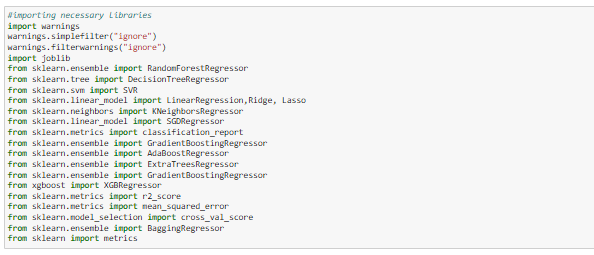 #importing necessary Libraries
import warnings
warnings.simplefilter("ignore")
warnings.filterwarnings("ignore")
import joblib
from sklearn.ensemble import RandomForestRegressor
from sklearn.tree import DecisionTreeRegressor
from sklearn.svm import SVR
from sklearn.linear_model import LinearRegression,Ridge, Lasso
from sklearn.neighbors import KNeighborsRegressor
from sklearn.linear_model import SGDRegressor
from sklearn.metrics import classification_report
from sklearn.ensemble import GradientBoostingRegressor
from sklearn.ensemble import AdaBoostRegressor
from sklearn.ensemble import ExtraTreesRegressor
from sklearn.ensemble import GradientBoostingRegressor
from xgboost import XGBRegressor
from sklearn.metrics import r2_score
from sklearn.metrics import mean_squared_error
from sklearn.model_selection import cross_val_score
from sklearn.ensemble import BaggingRegressor
from sklearn import metrics